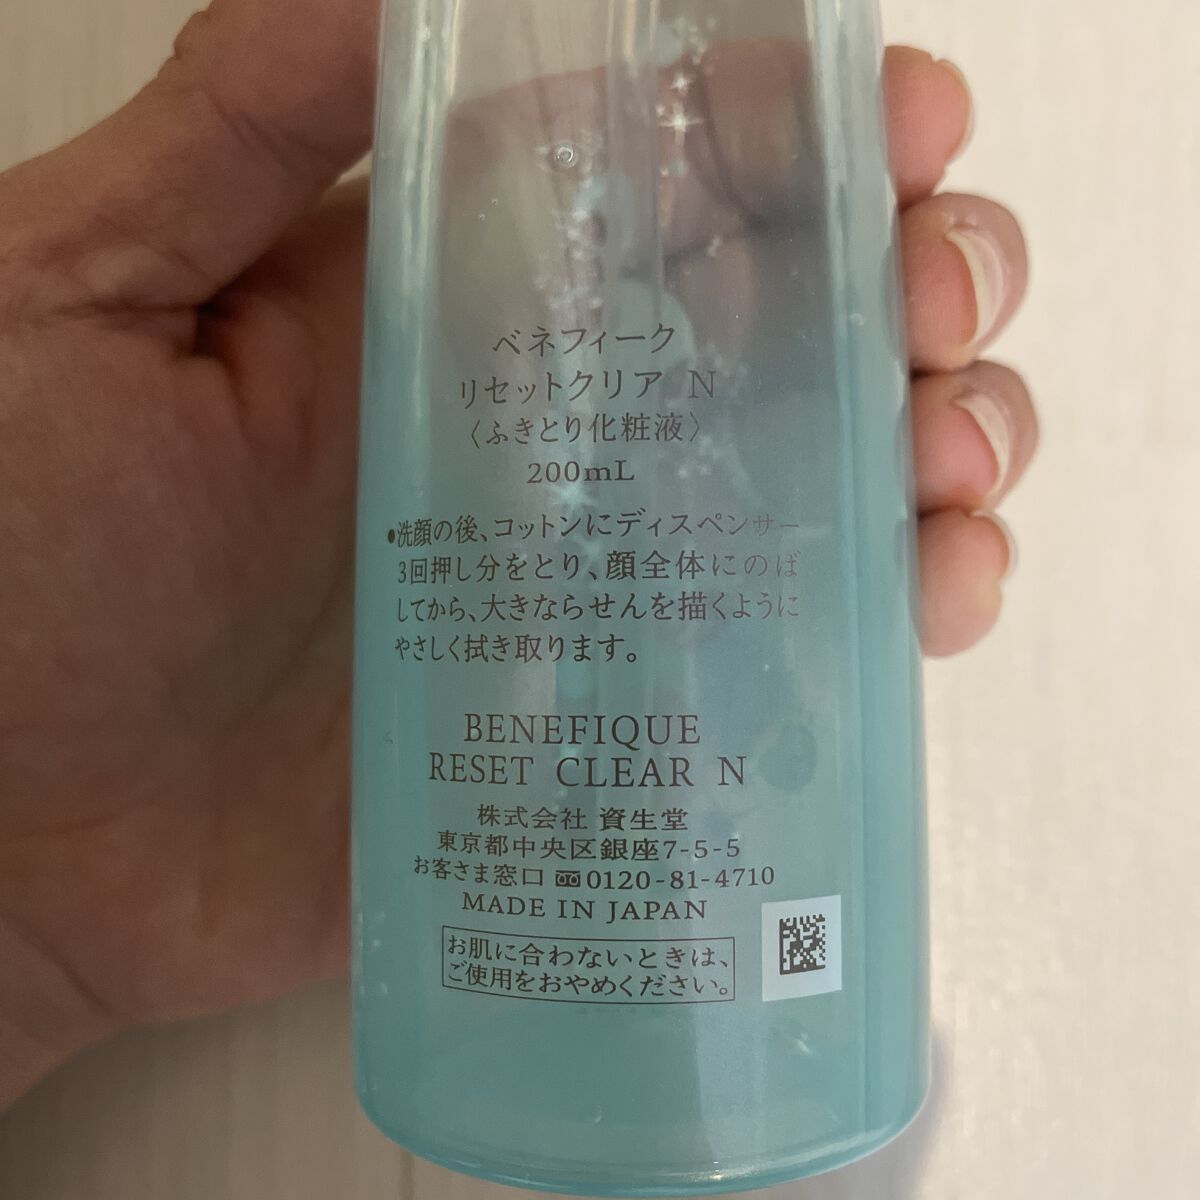 ベネフィーク
リセットクリア N
〈ふきとり化粧液〉
200mL
•洗顔の後、コットンにディスペンサー
3回押し分をとり、顔全体にのば
してから、大きならせんを描くように
やさしく拭き取ります。
BENEFIQUE
RESET CLEAR N
株式会社 資生堂
東京都中央区銀座7-5-5
お客さま窓口 0120-81-4710
MADE IN JAPAN
お肌に合わないときは、
ご使用をおやめください。